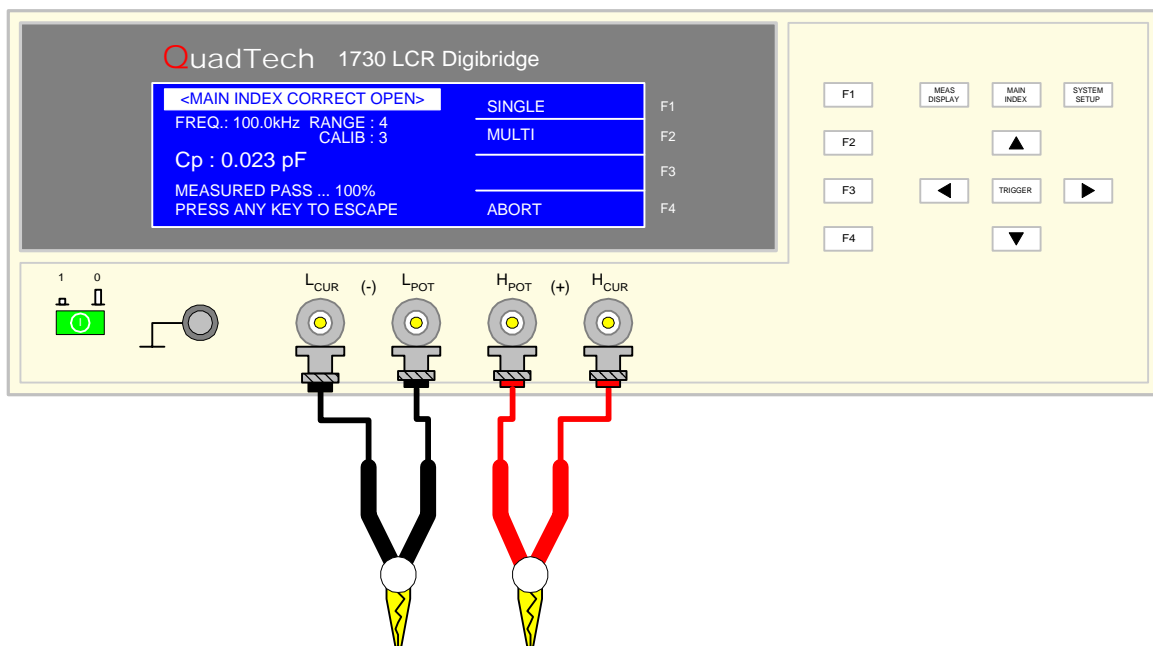 QuadTech 1730 LCR Digibridge
<MAIN INDEX CORRECT OPEN>
FREQ.: 100.0kHz RANGE : 4
CALIB : 3
Cp : 0.023 pF
MEASURED PASS ... 100%
PRESS ANY KEY TO ESCAPE
SINGLE F1
MULTI F2
F3
ABORT F4
F1
MEAS DISPLAY
MAIN INDEX
SYSTEM SETUP
F2
F3
TRIGGER
F4
1 0
LCUR (-) LPOT HPOT (+) HCUR